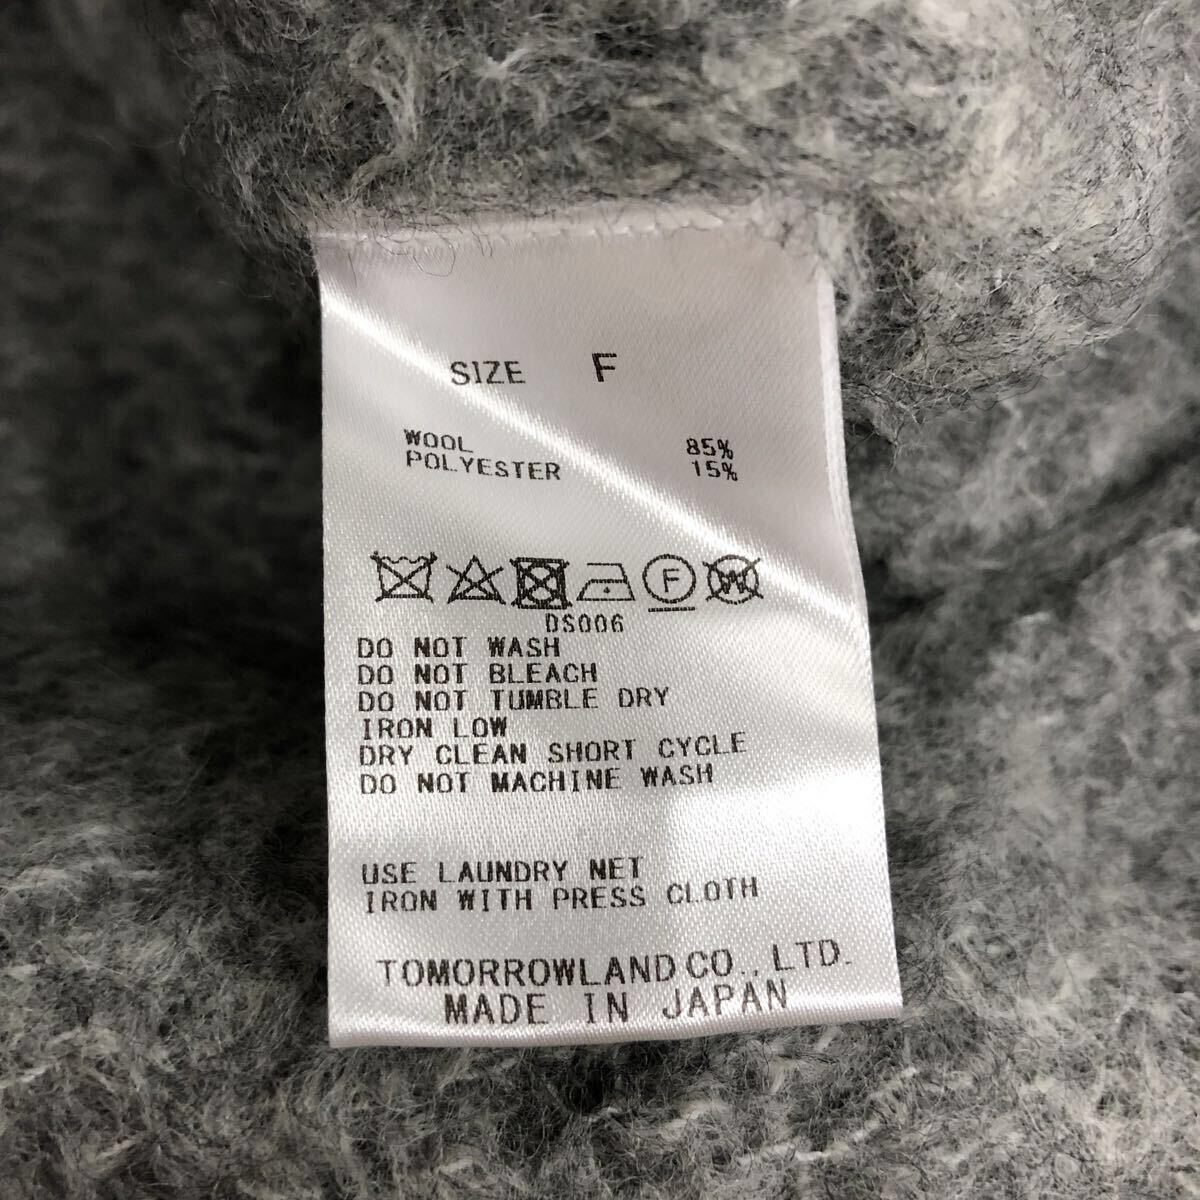 SIZE F
WOOL 85%
POLYESTER 15%
F W
DS006
DO NOT WASH
DO NOT BLEACH
DO NOT TUMBLE DRY
IRON LOW
DRY CLEAN SHORT CYCLE
DO NOT MACHINE WASH
USE LAUNDRY NET
IRON WITH PRESS CLOTH
TOMORROWLAND CO., LTD.
MADE IN JAPAN